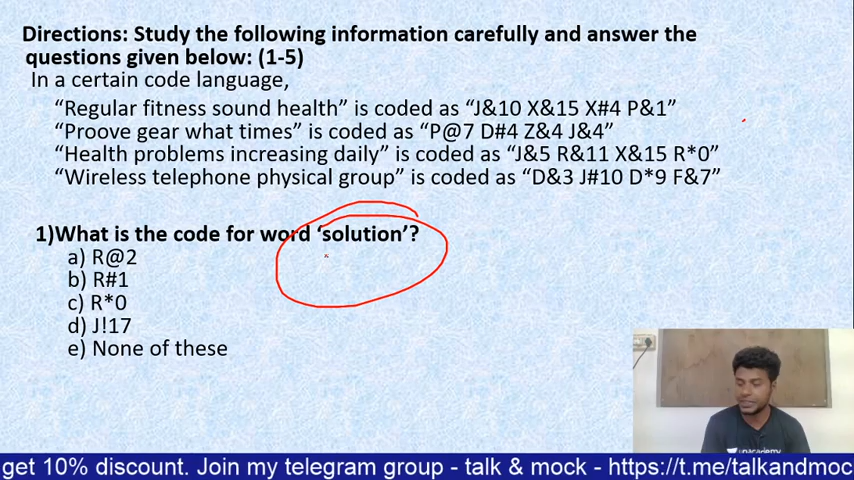 Directions: Study the following information carefully and answer the
questions given below: (1-5)
In a certain code language,
“Regular fitness sound health” is coded as “J&10 X&15 X#4 P&1”
“Proove gear what times” is coded as “P@7 D#4 Z&4 J&4”
“Health problems increasing daily” is coded as “J&5 R&11 X&15 R*0”
“Wireless telephone physical group” is coded as “D&3 J#10 D*9 F&7”
1)What is the code for word ‘solution’?
a) R@2
b) R#1
c) R*0
d) J!17
e) None of these
unacademy
get 10% discount. Join my telegram group - talk & mock - https://t.me/talkandmoc